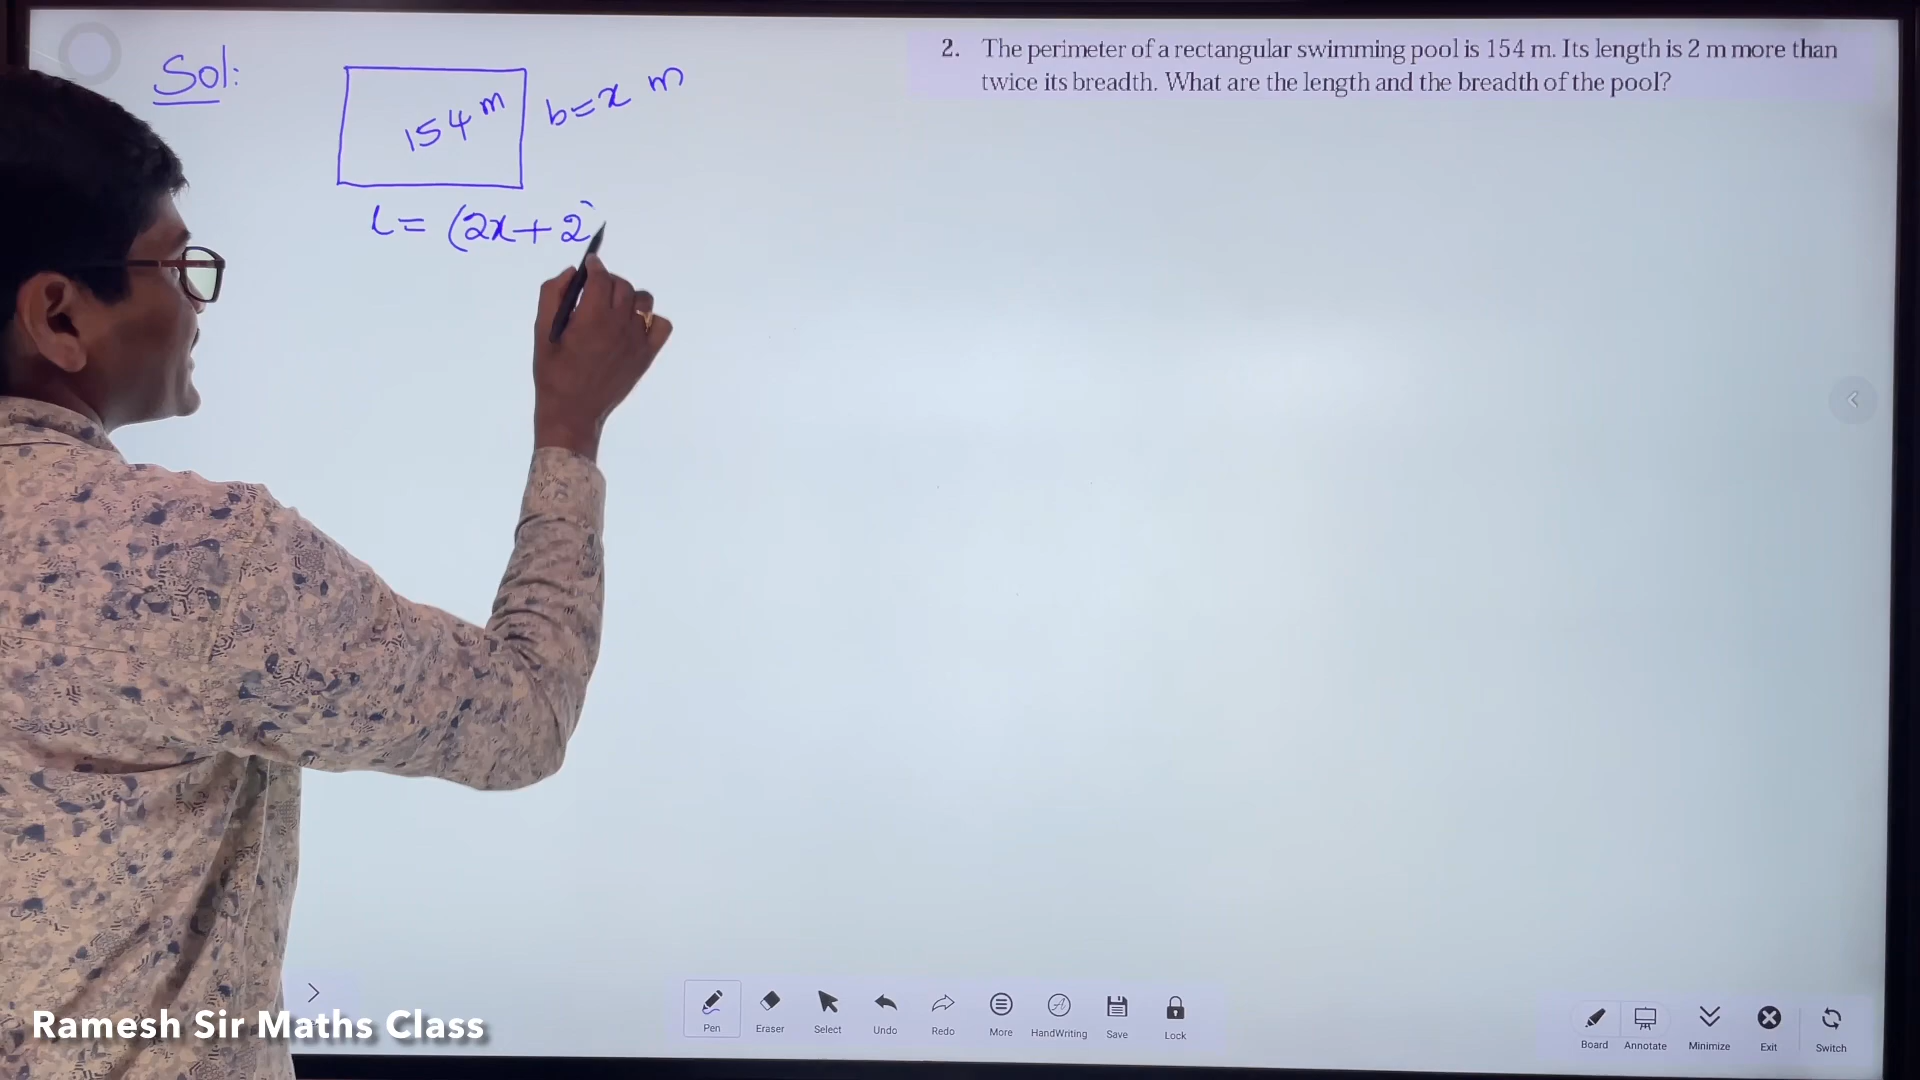 Sol:
154 m
b = x m
l = (2x + 2)
2. The perimeter of a rectangular swimming pool is 154 m. Its length is 2 m more than
twice its breadth. What are the length and the breadth of the pool?
Ramesh Sir Maths Class
Pen Eraser Select Undo Redo More HandWriting Save Lock
Board Annotate Minimize Exit Switch